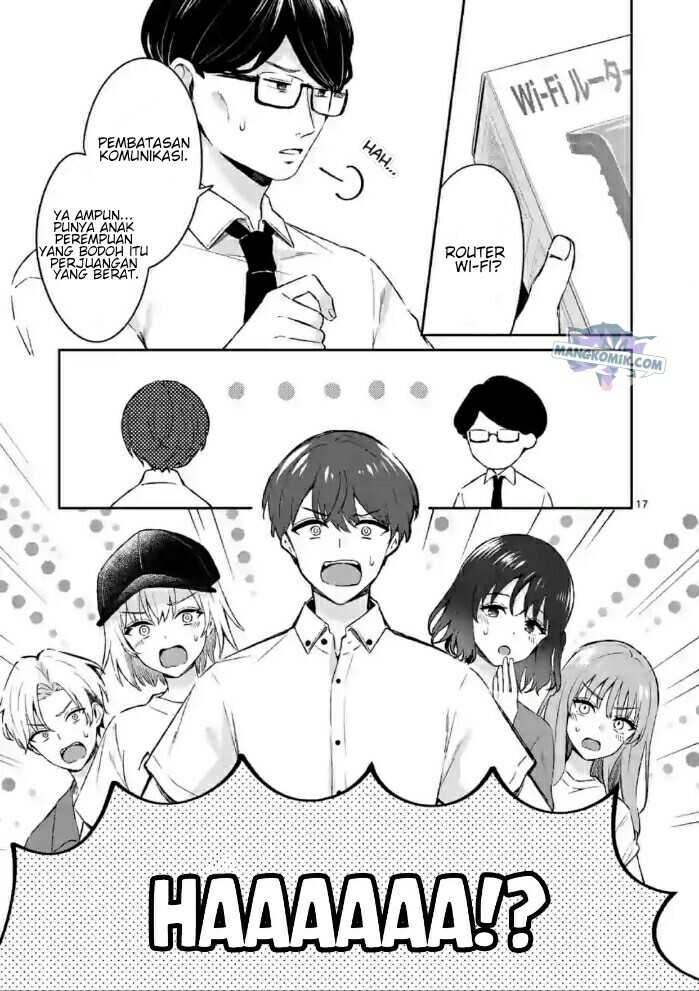 Wi-Fi ルーター
ROUTER
WI-FI?
HAH...
PEMBATASAN
KOMUNIKASI.
YA AMPUN...
PUNYA ANAK
PEREMPUAN
YANG BODOH ITU
PERJUANGAN
YANG BERAT.
MANGKOMIK.COM
17
HAAAAAA!?